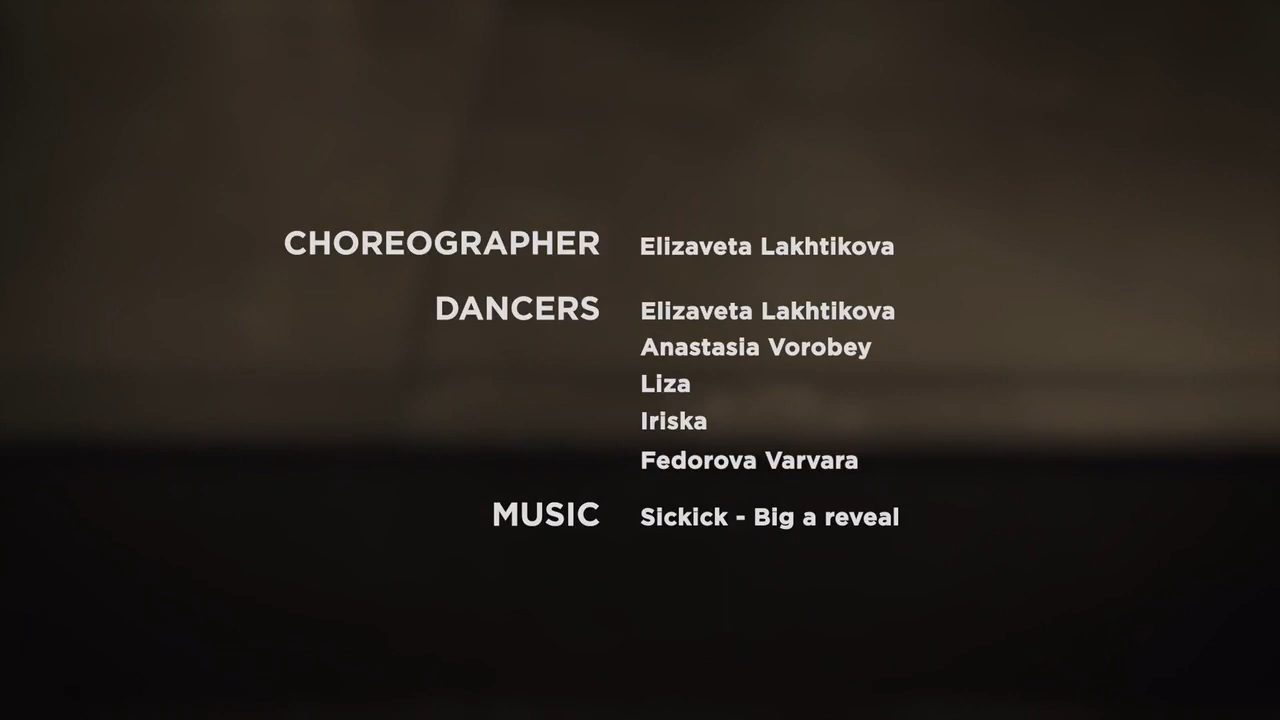 CHOREOGRAPHER Elizaveta Lakhtikova
DANCERS Elizaveta Lakhtikova
Anastasia Vorobey
Liza
Iriska
Fedorova Varvara
MUSIC Sickick - Big a reveal